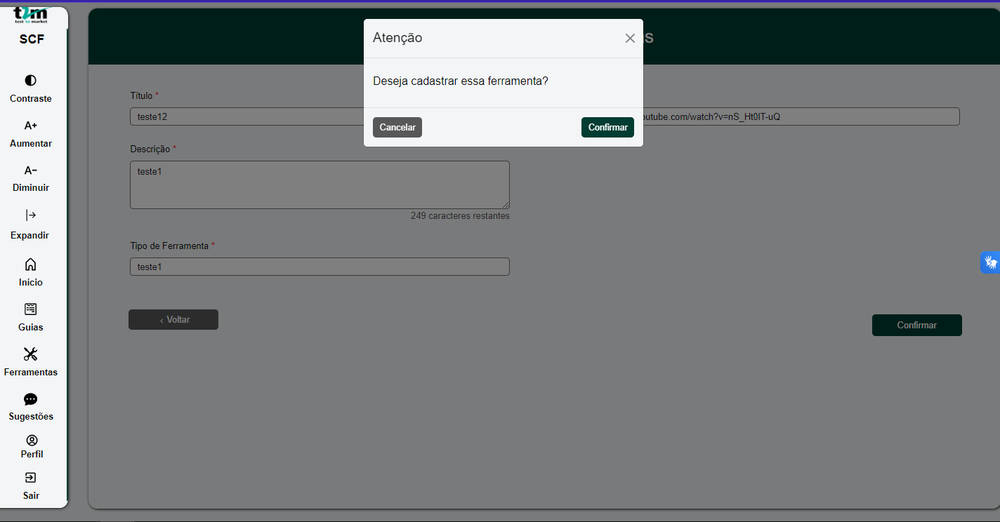 t2m
test to market
SCF
Contraste
A+
Aumentar
A-
Diminuir
Expandir
Início
Guias
Ferramentas
Sugestões
Perfil
Sair
Atenção
Deseja cadastrar essa ferramenta?
Cancelar
Confirmar
Título *
teste12
outube.com/watch?v=nS_Ht0IT-uQ
Descrição *
teste1
249 caracteres restantes
Tipo de Ferramenta *
teste1
‹ Voltar
Confirmar